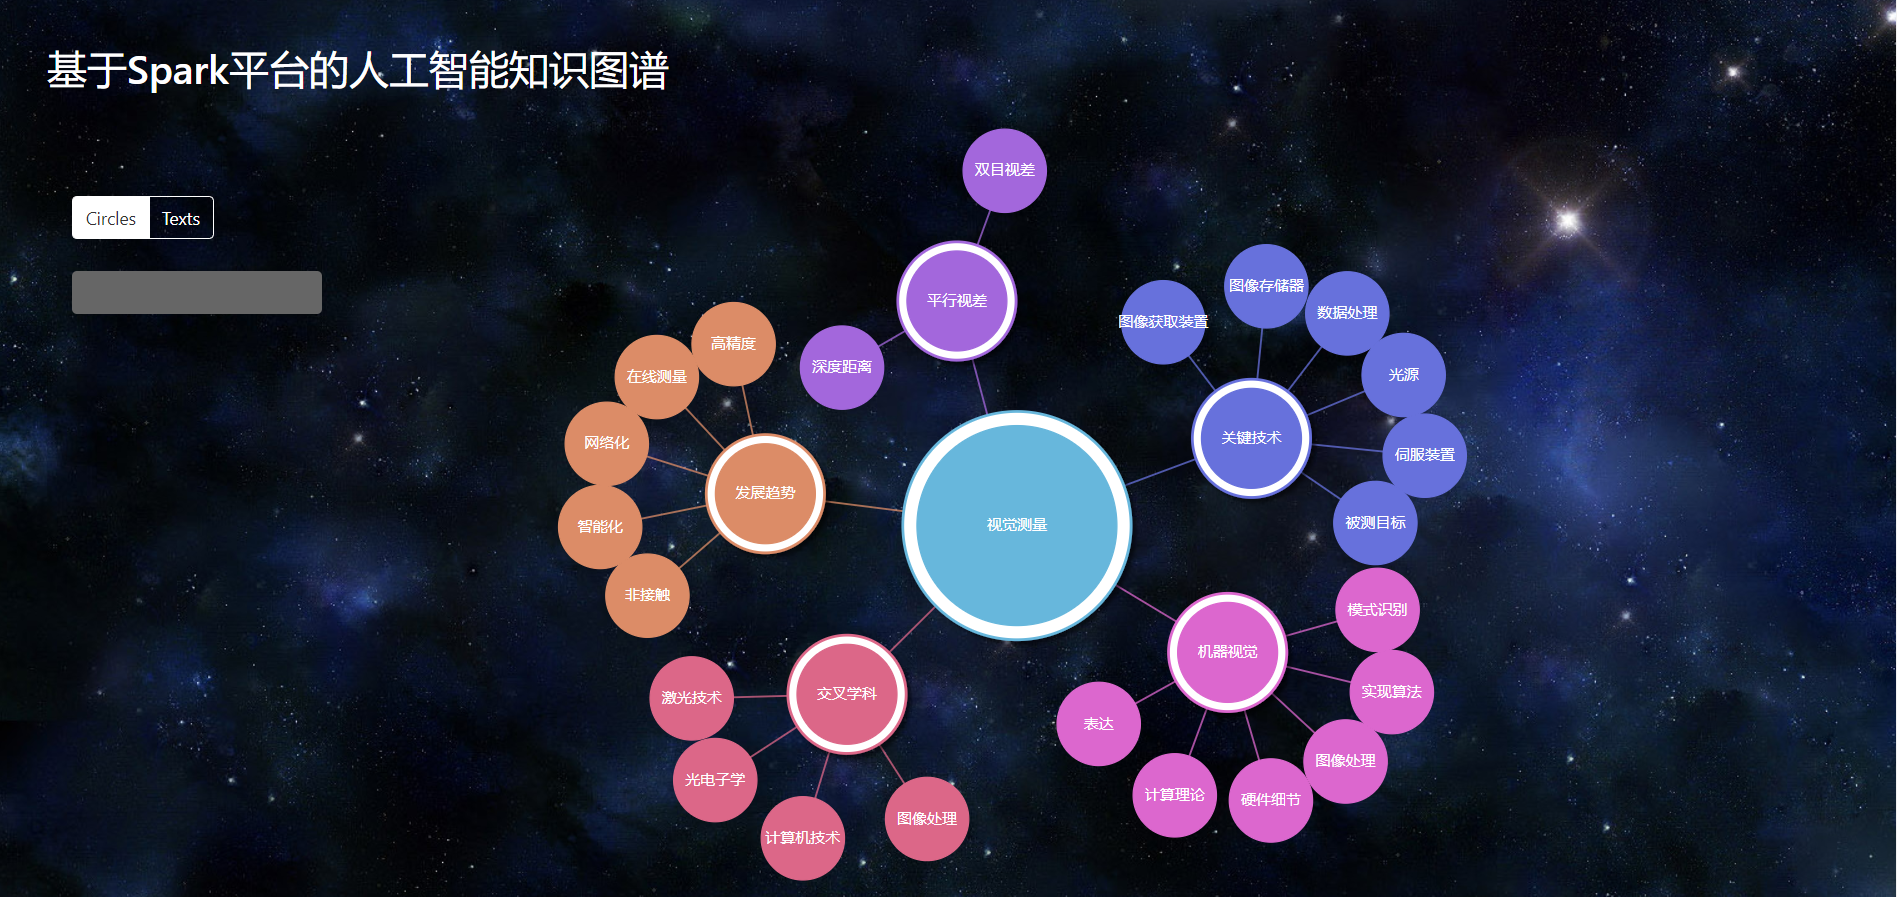 基于Spark平台的人工智能知识图谱
Circles
Texts
双目视差
平行视差
深度距离
图像获取装置
图像存储器
数据处理
光源
关键技术
伺服装置
被测目标
高精度
在线测量
网络化
发展趋势
智能化
非接触
视觉测量
模式识别
机器视觉
实现算法
表达
图像处理
计算理论
硬件细节
交叉学科
激光技术
光电子学
计算机技术
图像处理